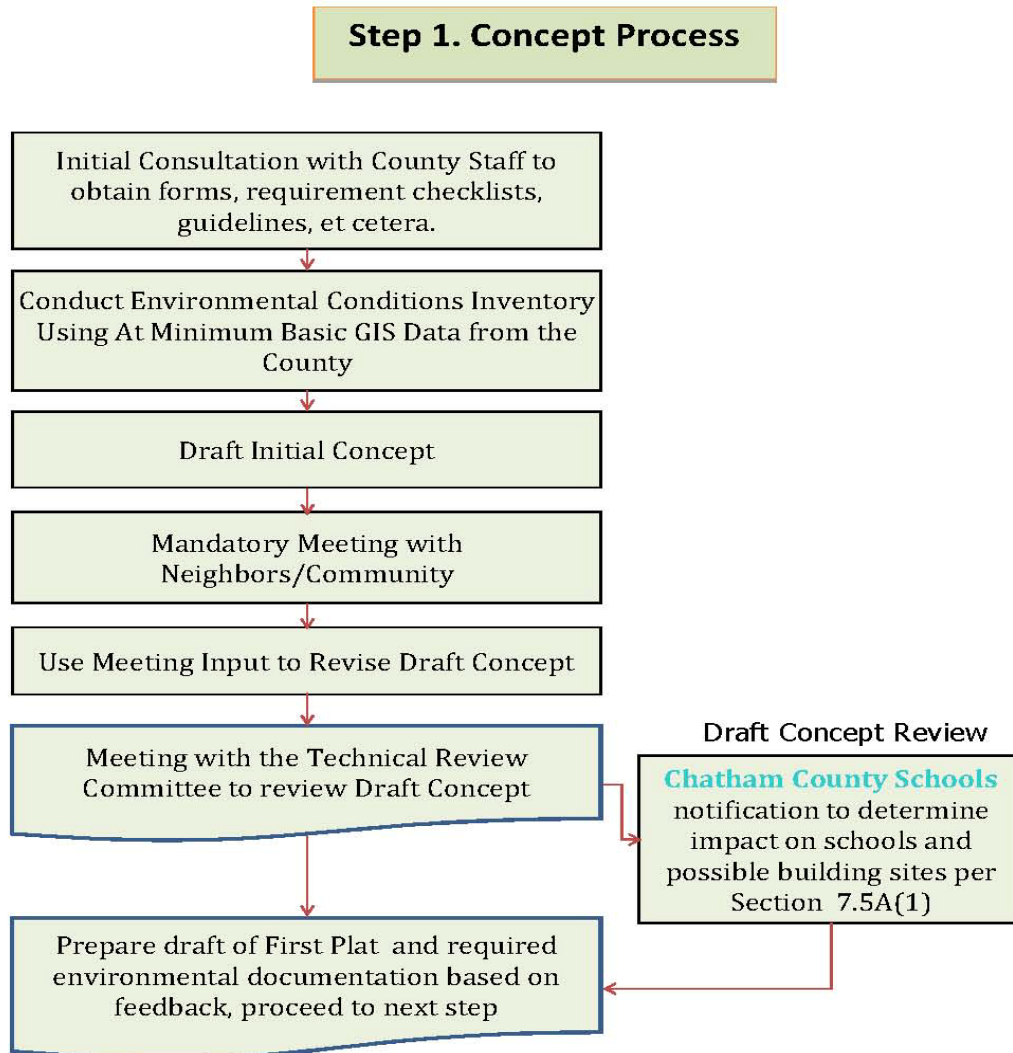 Step 1. Concept Process
Initial Consultation with County Staff to
obtain forms, requirement checklists,
guidelines, et cetera.
Conduct Environmental Conditions Inventory
Using At Minimum Basic GIS Data from the
County
Draft Initial Concept
Mandatory Meeting with
Neighbors/Community
Use Meeting Input to Revise Draft Concept
Meeting with the Technical Review
Committee to review Draft Concept
Draft Concept Review
Chatham County Schools
notification to determine
impact on schools and
possible building sites per
Section 7.5A(1)
Prepare draft of First Plat and required
environmental documentation based on
feedback, proceed to next step